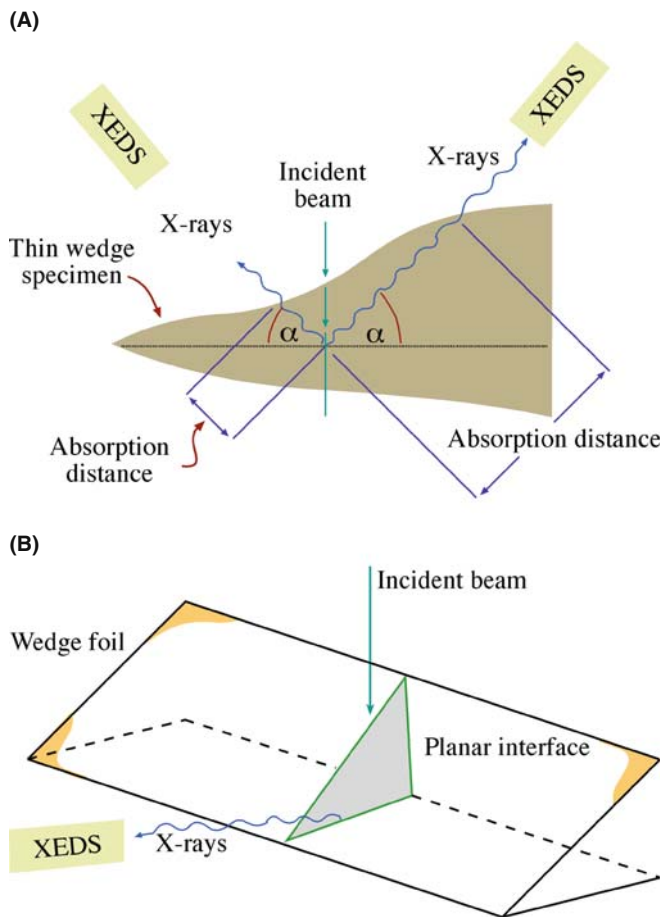 (A)
XEDS
XEDS
X-rays
Incident
beam
X-rays
Thin wedge
specimen
α
α
Absorption
distance
Absorption distance
(B)
Incident beam
Wedge foil
Planar interface
XEDS
X-rays